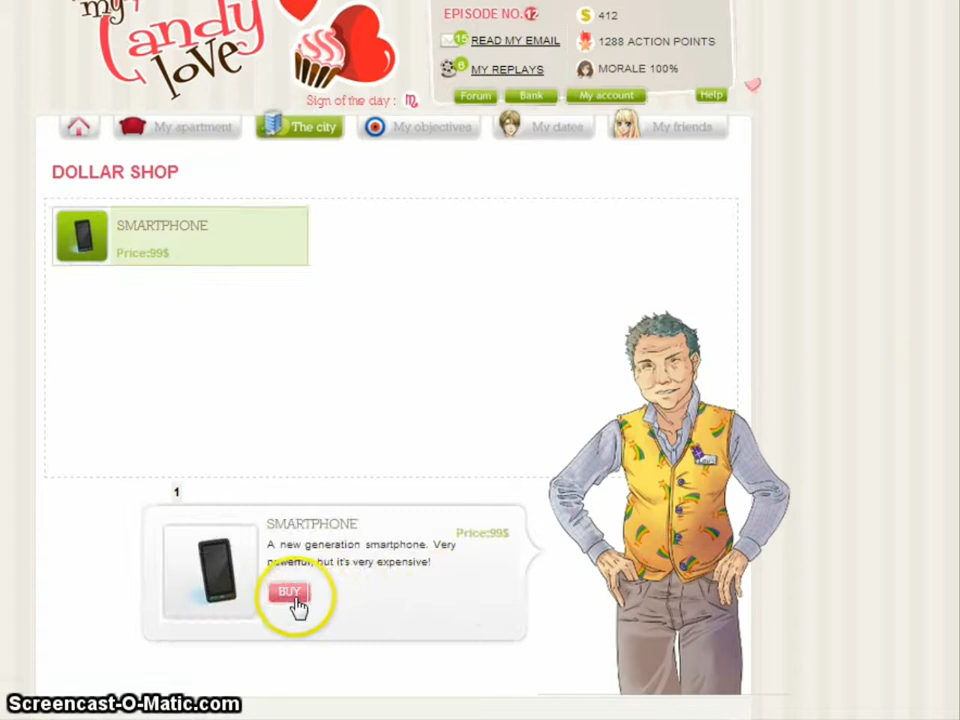 my
Candy
love
EPISODE NO.12
$ 412
15 READ MY EMAIL
1288 ACTION POINTS
6 MY REPLAYS
MORALE 100%
Sign of the day : ♏
Forum
Bank
My account
Help
My apartment
The city
My objectives
My dates
My friends
DOLLAR SHOP
SMARTPHONE
Price:99$
1
SMARTPHONE
Price:99$
A new generation smartphone. Very
powerful, but it's very expensive!
BUY
Screencast-O-Matic.com